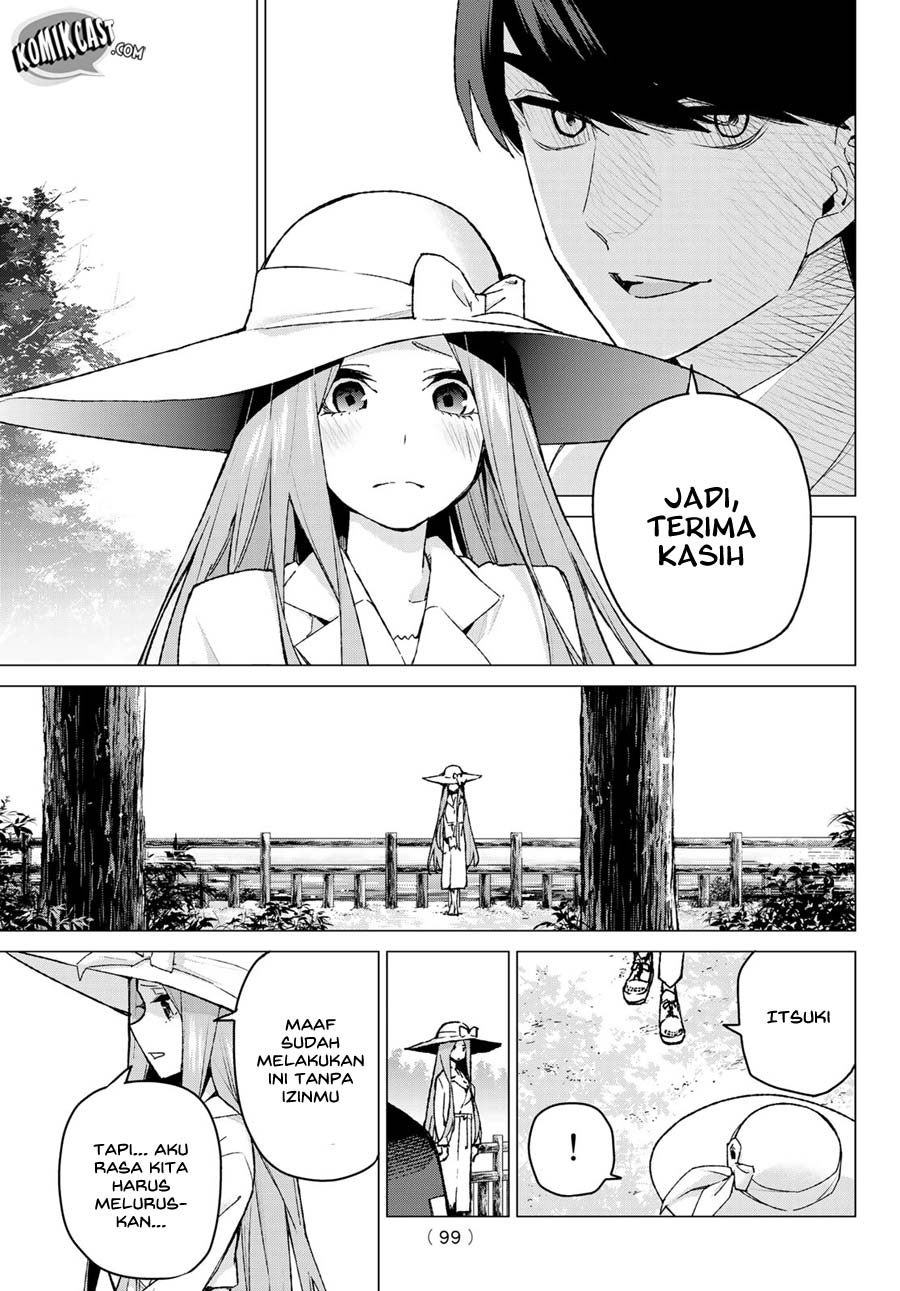 KOMIKCAST
.COM
JADI,
TERIMA
KASIH
ITSUKI
!
MAAF
SUDAH
MELAKUKAN
INI TANPA
IZINMU
TAPI... AKU
RASA KITA
HARUS
MELURUS-
KAN...
( 99 )